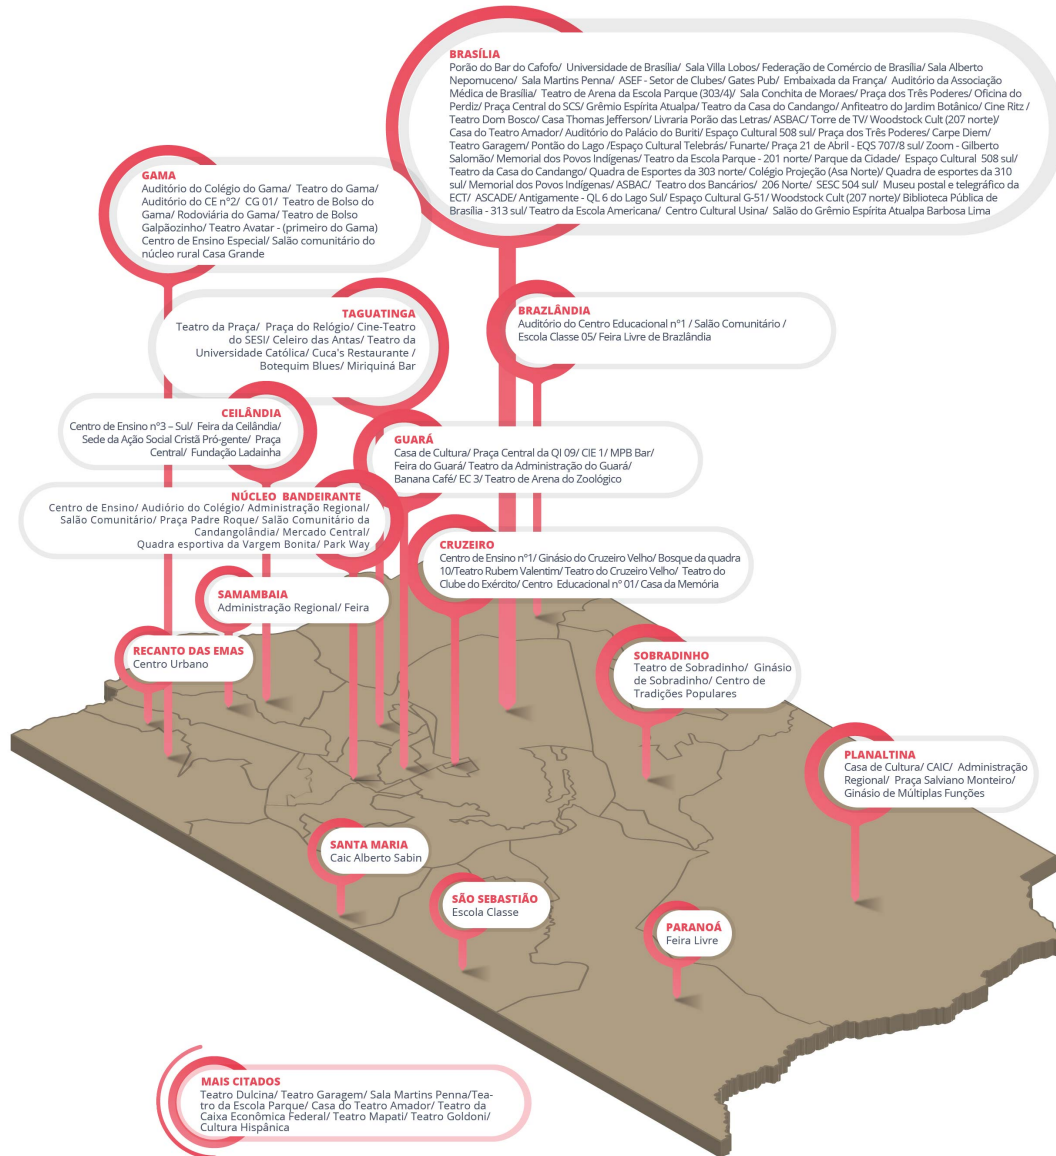 BRASÍLIA
Porão do Bar do Cafofo/ Universidade de Brasília/ Sala Villa Lobos/ Federação de Comércio de Brasília/ Sala Alberto
Nepomuceno/ Sala Martins Penna/ ASEF - Setor de Clubes/ Gates Pub/ Embaixada da França/ Auditório da Associação
Médica de Brasília/ Teatro de Arena da Escola Parque (303/4)/ Sala Conchita de Moraes/ Praça dos Três Poderes/ Oficina do
Perdiz/ Praça Central do SCS/ Grêmio Espírita Atualpa/ Teatro da Casa do Candango/ Anfiteatro do Jardim Botânico/ Cine Ritz /
Teatro Dom Bosco/ Casa Thomas Jefferson/ Livraria Porão das Letras/ ASBAC/ Torre de TV/ Woodstock Cult (207 norte)/
Casa do Teatro Amador/ Auditório do Palácio do Buriti/ Espaço Cultural 508 sul/ Praça dos Três Poderes/ Carpe Diem/
Teatro Garagem/ Pontão do Lago /Espaço Cultural Telebrás/ Funarte/ Praça 21 de Abril - EQS 707/8 sul/ Zoom - Gilberto
Salomão/ Memorial dos Povos Indígenas/ Teatro da Escola Parque - 201 norte/ Parque da Cidade/ Espaço Cultural 508 sul/
Teatro da Casa do Candango/ Quadra de Esportes da 303 norte/ Colégio Projeção (Asa Norte)/ Quadra de esportes da 310
sul/ Memorial dos Povos Indígenas/ ASBAC/ Teatro dos Bancários/ 206 Norte/ SESC 504 sul/ Museu postal e telegráfico da
ECT/ ASCADE/ Antigamente - QL 6 do Lago Sul/ Espaço Cultural G-51/ Woodstock Cult (207 norte)/ Biblioteca Pública de
Brasília - 313 sul/ Teatro da Escola Americana/ Centro Cultural Usina/ Salão do Grêmio Espírita Atualpa Barbosa Lima
GAMA
Auditório do Colégio do Gama/ Teatro do Gama/
Auditório do CE nº2/ CG 01/ Teatro de Bolso do
Gama/ Rodoviária do Gama/ Teatro de Bolso
Galpãozinho/ Teatro Avatar - (primeiro do Gama)
Centro de Ensino Especial/ Salão comunitário do
núcleo rural Casa Grande
TAGUATINGA
Teatro da Praça/ Praça do Relógio/ Cine-Teatro
do SESI/ Celeiro das Antas/ Teatro da
Universidade Católica/ Cuca's Restaurante /
Botequim Blues/ Miriquiná Bar
BRAZLÂNDIA
Auditório do Centro Educacional nº1 / Salão Comunitário /
Escola Classe 05/ Feira Livre de Brazlândia
CEILÂNDIA
Centro de Ensino nº3 – Sul/ Feira da Ceilândia/
Sede da Ação Social Cristã Pró-gente/ Praça
Central/ Fundação Ladainha
GUARÁ
Casa de Cultura/ Praça Central da QI 09/ CIE 1/ MPB Bar/
Feira do Guará/ Teatro da Administração do Guará/
Banana Café/ EC 3/ Teatro de Arena do Zoológico
NÚCLEO BANDEIRANTE
Centro de Ensino/ Audiório do Colégio/ Administração Regional/
Salão Comunitário/ Praça Padre Roque/ Salão Comunitário da
Candangolândia/ Mercado Central/
Quadra esportiva da Vargem Bonita/ Park Way
CRUZEIRO
Centro de Ensino nº1/ Ginásio do Cruzeiro Velho/ Bosque da quadra
10/Teatro Rubem Valentim/ Teatro do Cruzeiro Velho/ Teatro do
Clube do Exército/ Centro Educacional nº 01/ Casa da Memória
SAMAMBAIA
Administração Regional/ Feira
RECANTO DAS EMAS
Centro Urbano
SOBRADINHO
Teatro de Sobradinho/ Ginásio
de Sobradinho/ Centro de
Tradições Populares
PLANALTINA
Casa de Cultura/ CAIC/ Administração
Regional/ Praça Salviano Monteiro/
Ginásio de Múltiplas Funções
SANTA MARIA
Caic Alberto Sabin
SÃO SEBASTIÃO
Escola Classe
PARANOÁ
Feira Livre
MAIS CITADOS
Teatro Dulcina/ Teatro Garagem/ Sala Martins Penna/Tea-
tro da Escola Parque/ Casa do Teatro Amador/ Teatro da
Caixa Econômica Federal/ Teatro Mapati/ Teatro Goldoni/
Cultura Hispânica